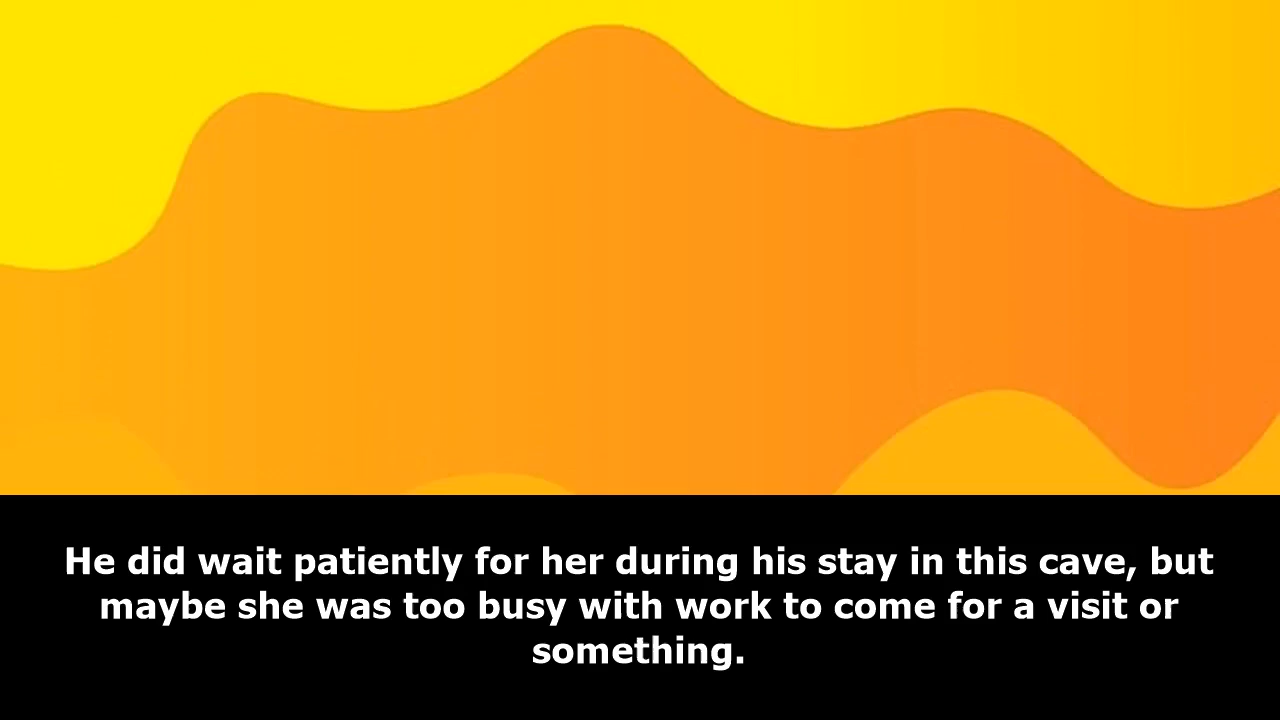 He did wait patiently for her during his stay in this cave, but
maybe she was too busy with work to come for a visit or
something.